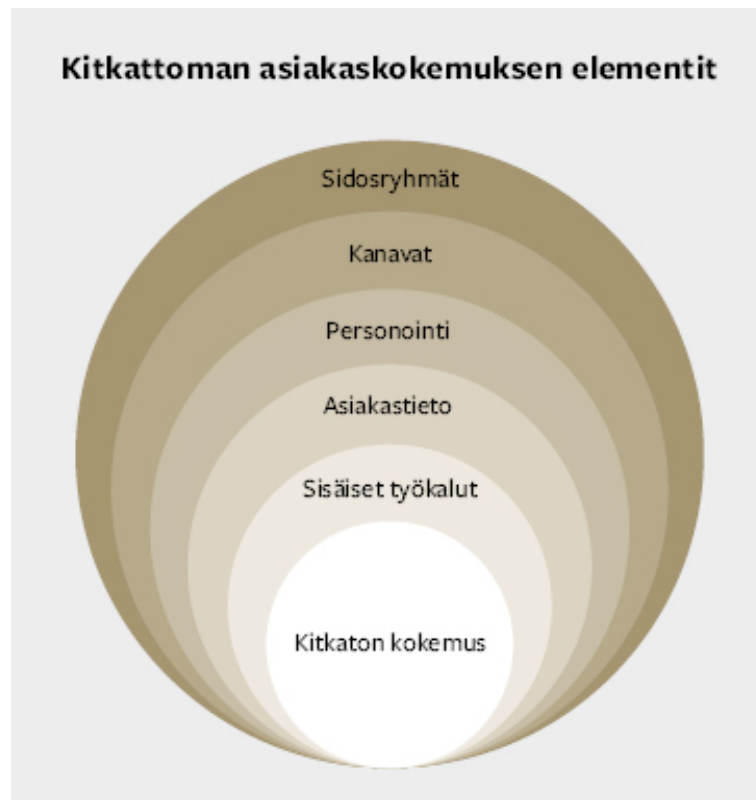 Kitkattoman asiakaskokemuksen elementit
Sidosryhmät
Kanavat
Personointi
Asiakastieto
Sisäiset työkalut
Kitkaton kokemus